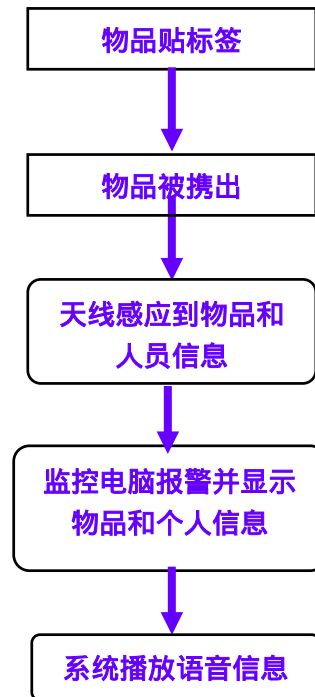 物品贴标签
物品被携出
天线感应到物品和
人员信息
监控电脑报警并显示
物品和个人信息
系统播放语音信息